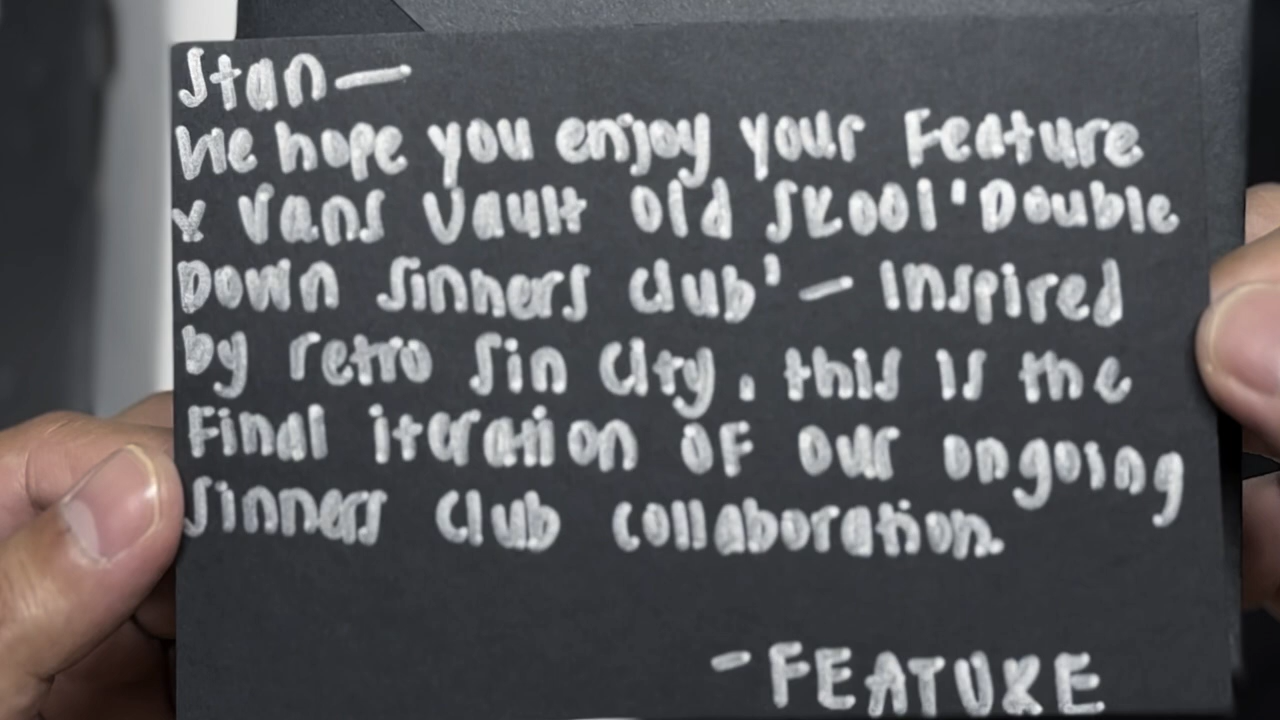 Stan—
We hope you enjoy your Feature
x Vans Vault Old Skool 'Double
Down Sinners club' — Inspired
by retro Sin City. this is the
Final iteration of our ongoing
Sinners Club collaboration.
- FEATURE